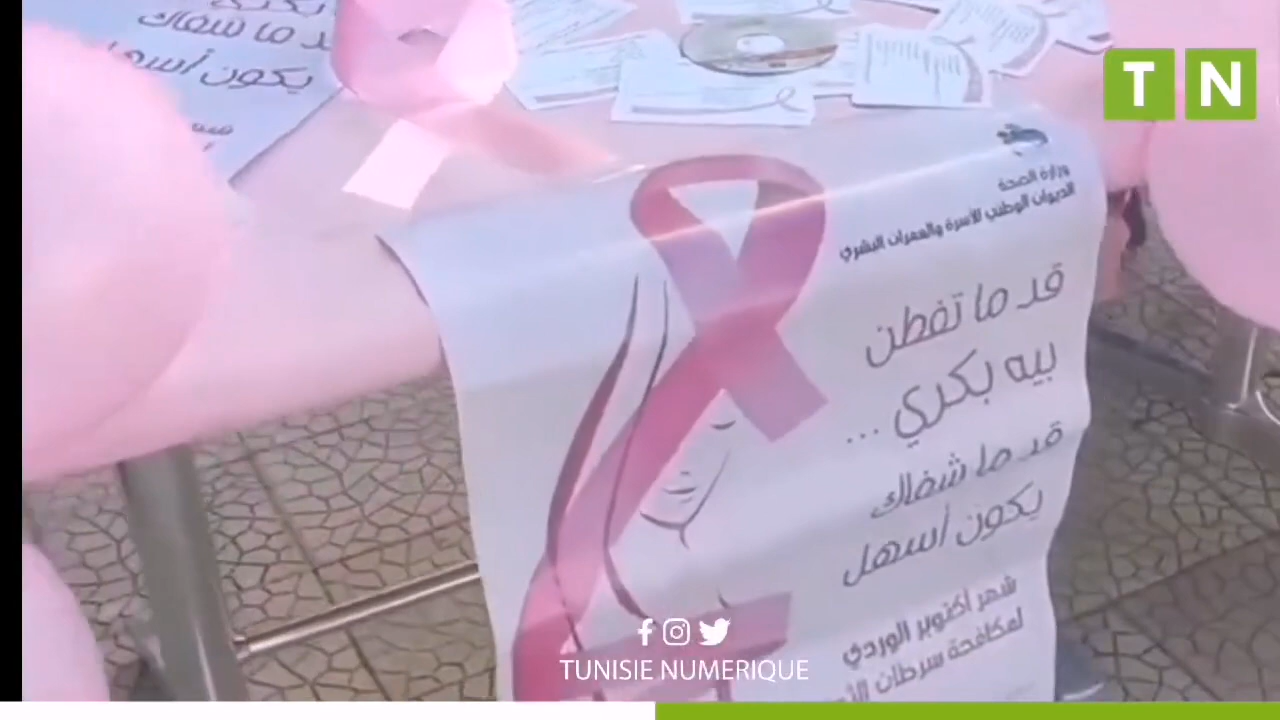 ـد ما شفاك
يكون أسهل
TN
وزارة الصحة
الديوان الوطني للأسرة والعمران البشري
قد ما تفطن
بيه بكري ...
قد ما شفاك
يكون أسهل
شهر أكتوبر الوردي
لمكافحة سرطان
TUNISIE NUMERIQUE